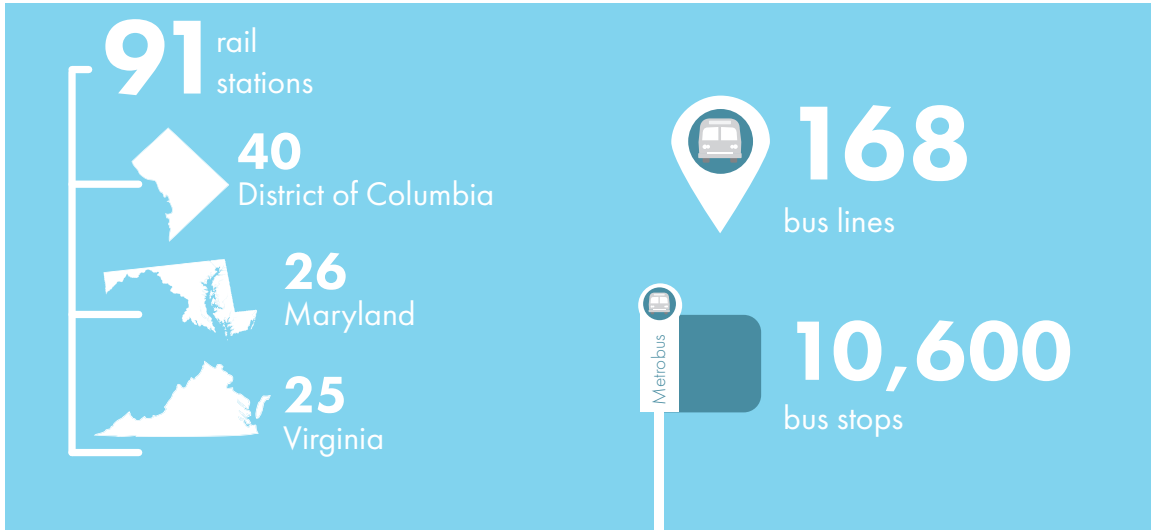 91 rail
stations
40
District of Columbia
26
Maryland
25
Virginia
168
bus lines
Metrobus
10,600
bus stops